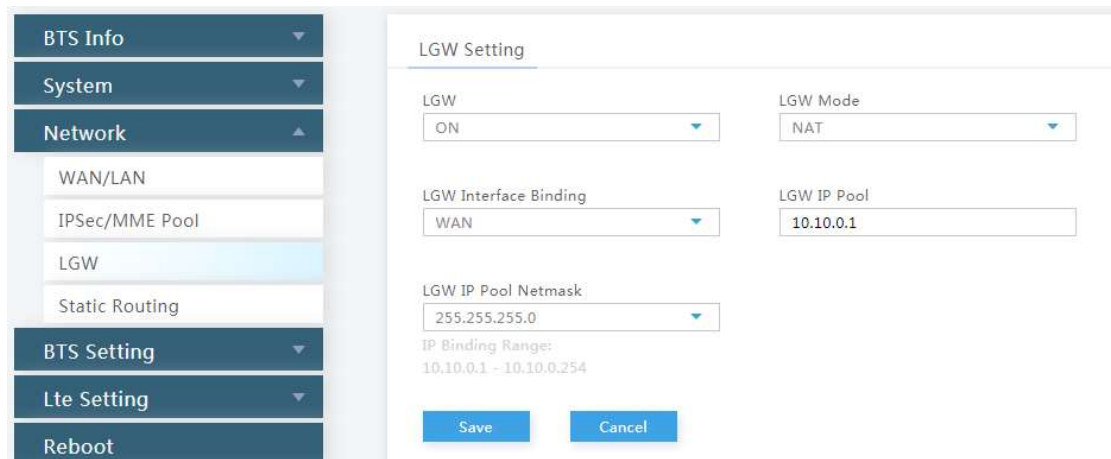 BTS Info
System
Network
WAN/LAN
IPSec/MME Pool
LGW
Static Routing
BTS Setting
Lte Setting
Reboot
LGW Setting
LGW
ON
LGW Mode
NAT
LGW Interface Binding
WAN
LGW IP Pool
10.10.0.1
LGW IP Pool Netmask
255.255.255.0
IP Binding Range:
10.10.0.1 - 10.10.0.254
Save
Cancel